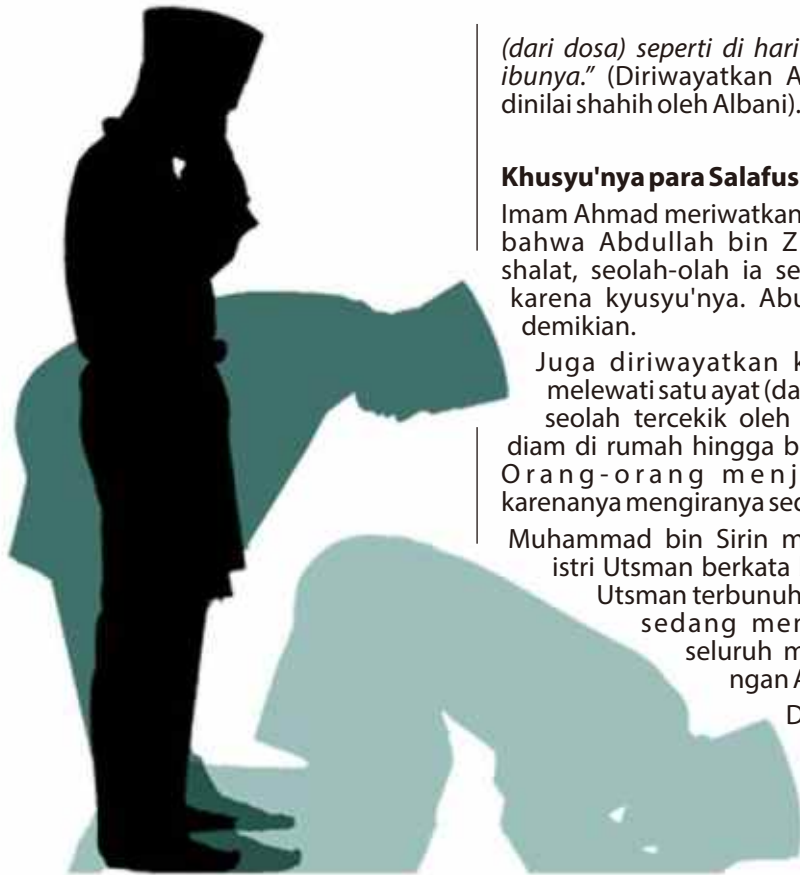 (dari dosa) seperti di hari
ibunya." (Diriwayatkan A
dinilai shahih oleh Albani).
Khusyu'nya para Salafus
Imam Ahmad meriwatkan
bahwa Abdullah bin Z
shalat, seolah-olah ia se
karena kyusyu'nya. Abu
demikian.
Juga diriwayatkan k
melewati satu ayat (da
seolah tercekik oleh
diam di rumah hingga b
Orang-orang menj
karenanya mengiranya sed
Muhammad bin Sirin m
istri Utsman berkata
Utsman terbunuh
sedang mer
seluruh m
ngan A
D